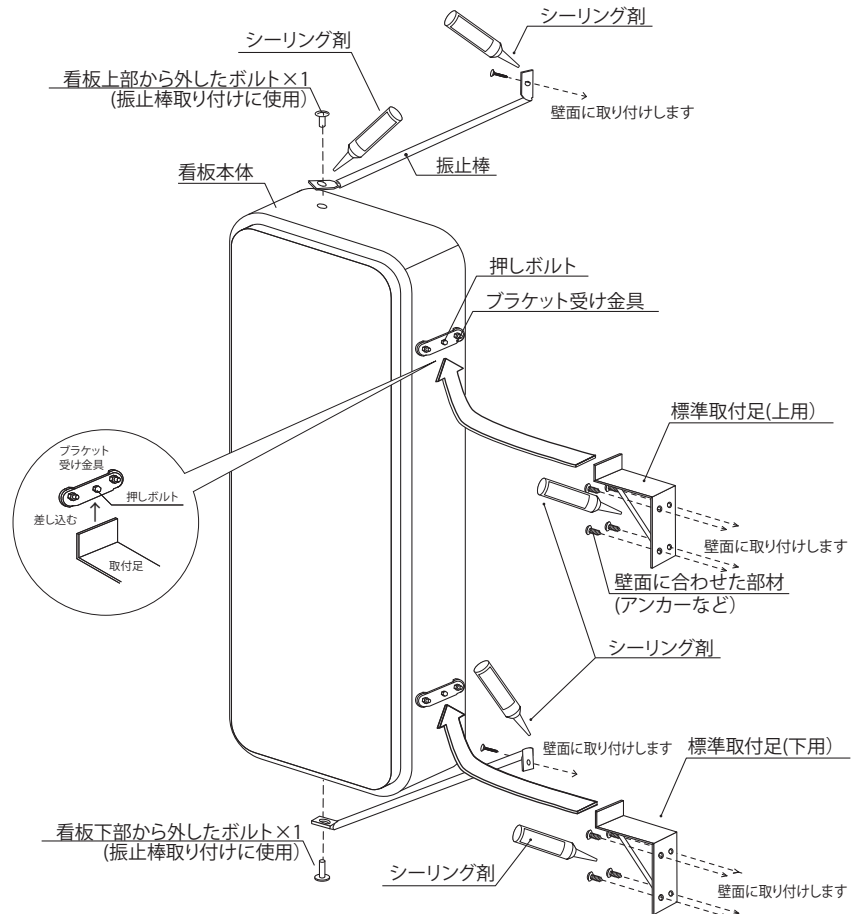 シーリング剤
シーリング剤
看板上部から外したボルト×1
(振止棒取り付けに使用)
壁面に取り付けします
振止棒
看板本体
押しボルト
ブラケット受け金具
標準取付足(上用)
ブラケット
受け金具
押しボルト
差し込む
取付足
壁面に取り付けします
壁面に合わせた部材
(アンカーなど)
シーリング剤
壁面に取り付けします
標準取付足(下用)
看板下部から外したボルト×1
(振止棒取り付けに使用)
シーリング剤
壁面に取り付けします